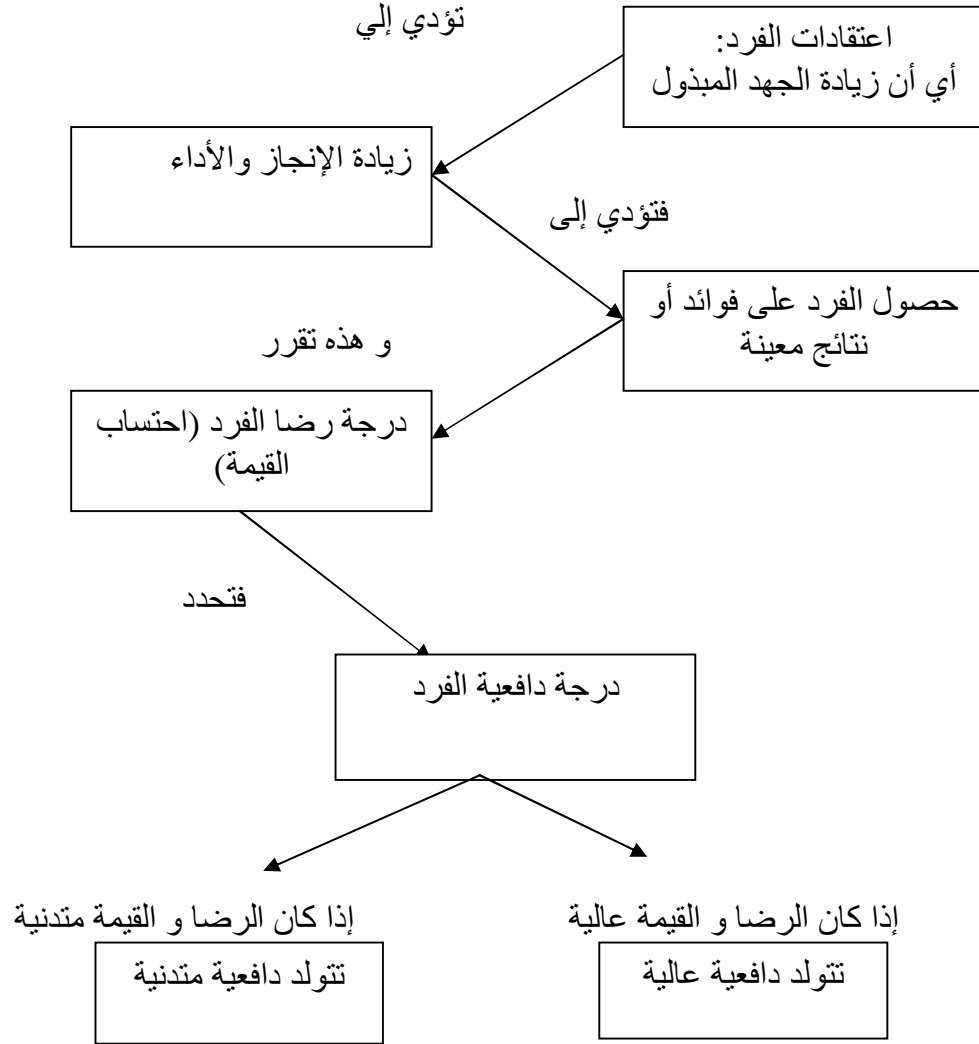 تؤدي إلي
اعتقادات الفرد:
أي أن زيادة الجهد المبذول
زيادة الإنجاز والأداء
فتؤدي إلى
حصول الفرد على فوائد أو
نتائج معينة
و هذه تقرر
درجة رضا الفرد (احتساب
القيمة)
فتحدد
درجة دافعية الفرد
إذا كان الرضا و القيمة عالية
إذا كان الرضا و القيمة متدنية
تتولد دافعية عالية
تتولد دافعية متدنية